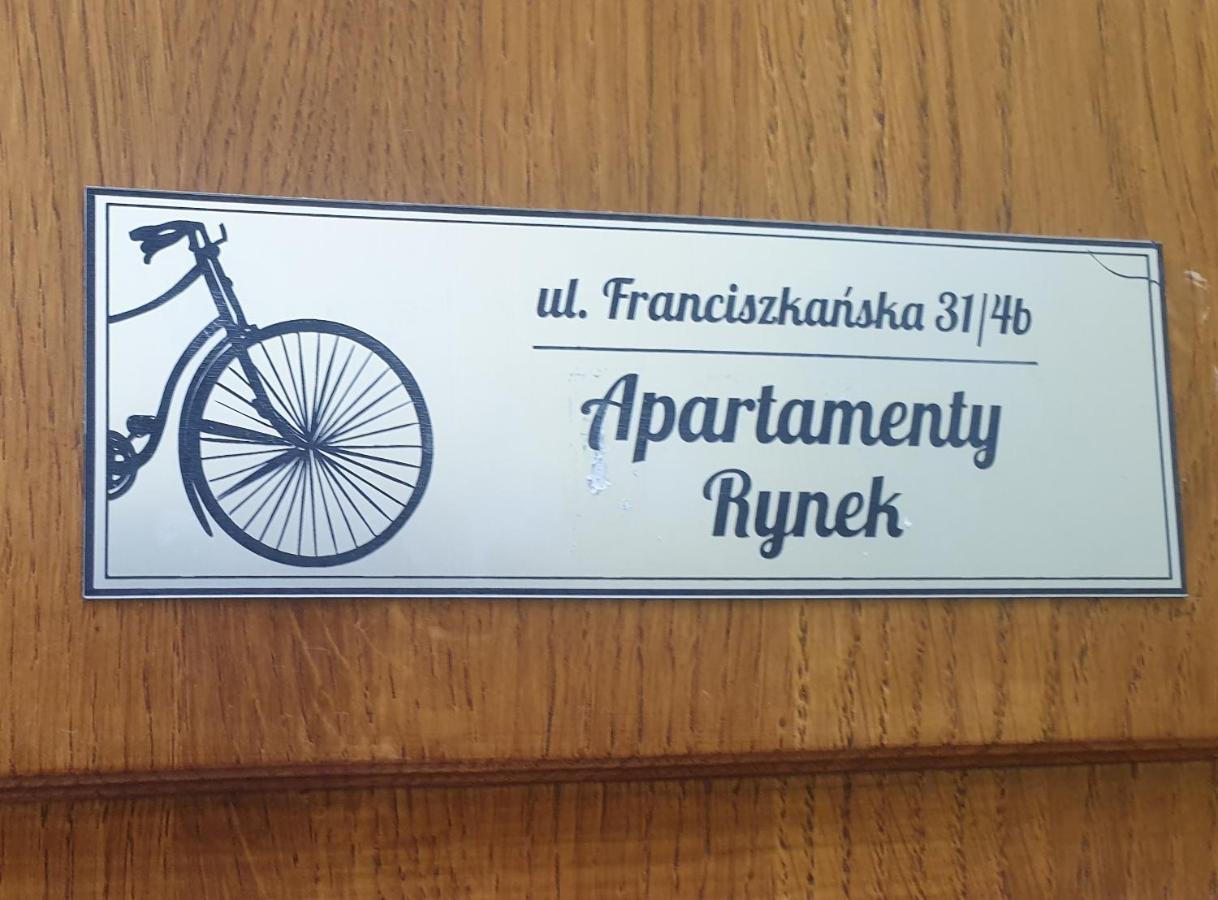 ul. Franciszkańska 31/4b
Apartamenty
Rynek